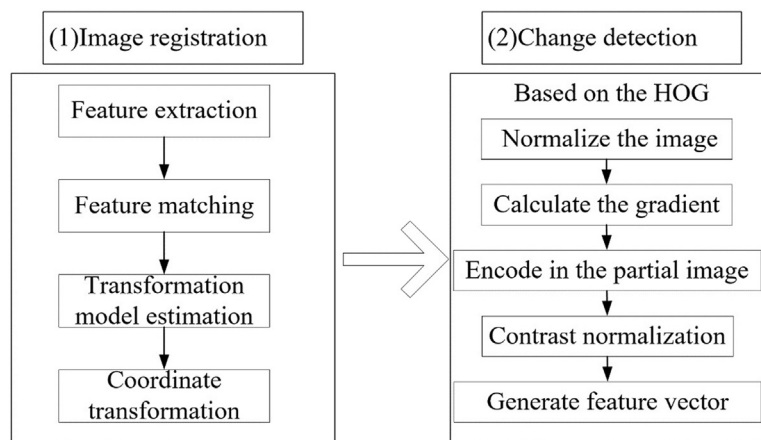 (1)Image registration
Feature extraction
Feature matching
Transformation
model estimation
Coordinate
transformation
(2)Change detection
Based on the HOG
Normalize the image
Calculate the gradient
Encode in the partial image
Contrast normalization
Generate feature vector